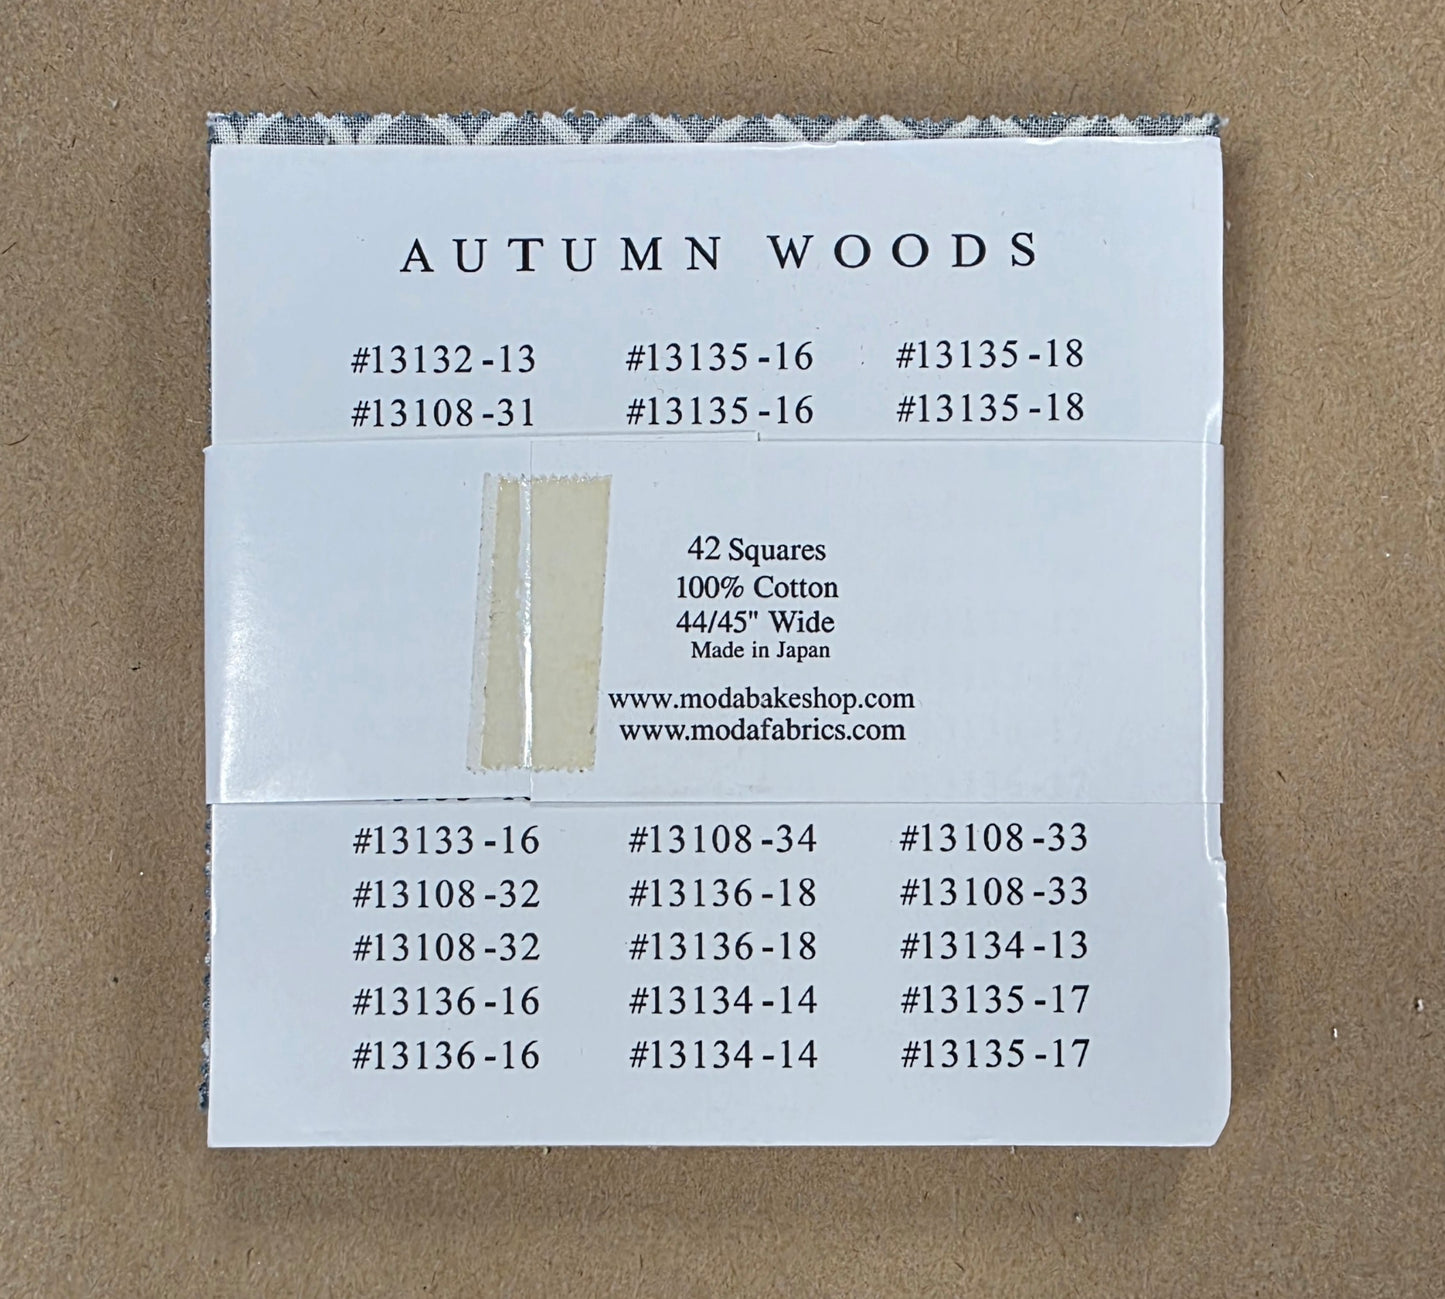 AUTUMN WOODS
#13132-13 #13135-16 #13135-18
#13108-31 #13135-16 #13135-18
42 Squares
100% Cotton
44/45" Wide
Made in Japan
www.modabakeshop.com
www.modafabrics.com
#13133-16 #13108-34 #13108-33
#13108-32 #13136-18 #13108-33
#13108-32 #13136-18 #13134-13
#13136-16 #13134-14 #13135-17
#13136-16 #13134-14 #13135-17